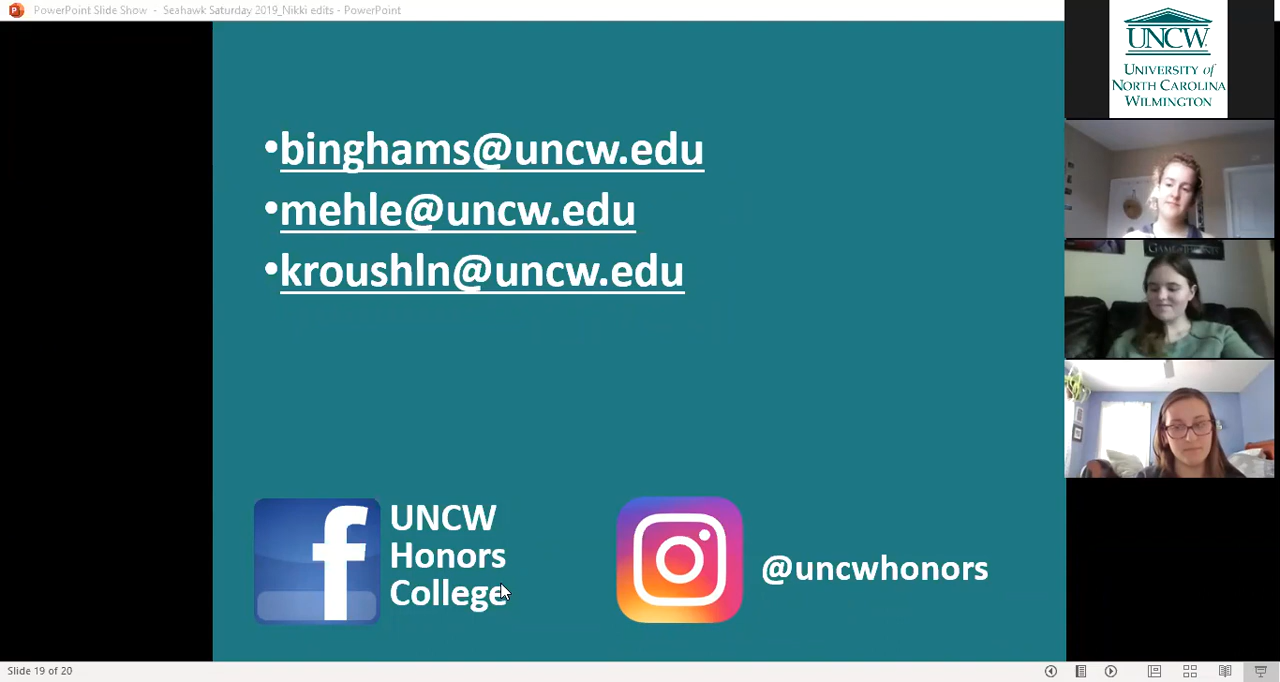 PowerPoint Slide Show - Seahawk Saturday 2019_Nikki edits - PowerPoint
•binghams@uncw.edu
•mehle@uncw.edu
•kroushln@uncw.edu
UNCW
Honors
College
@uncwhonors
UNCW
UNIVERSITY of
NORTH CAROLINA
WILMINGTON
Slide 19 of 20